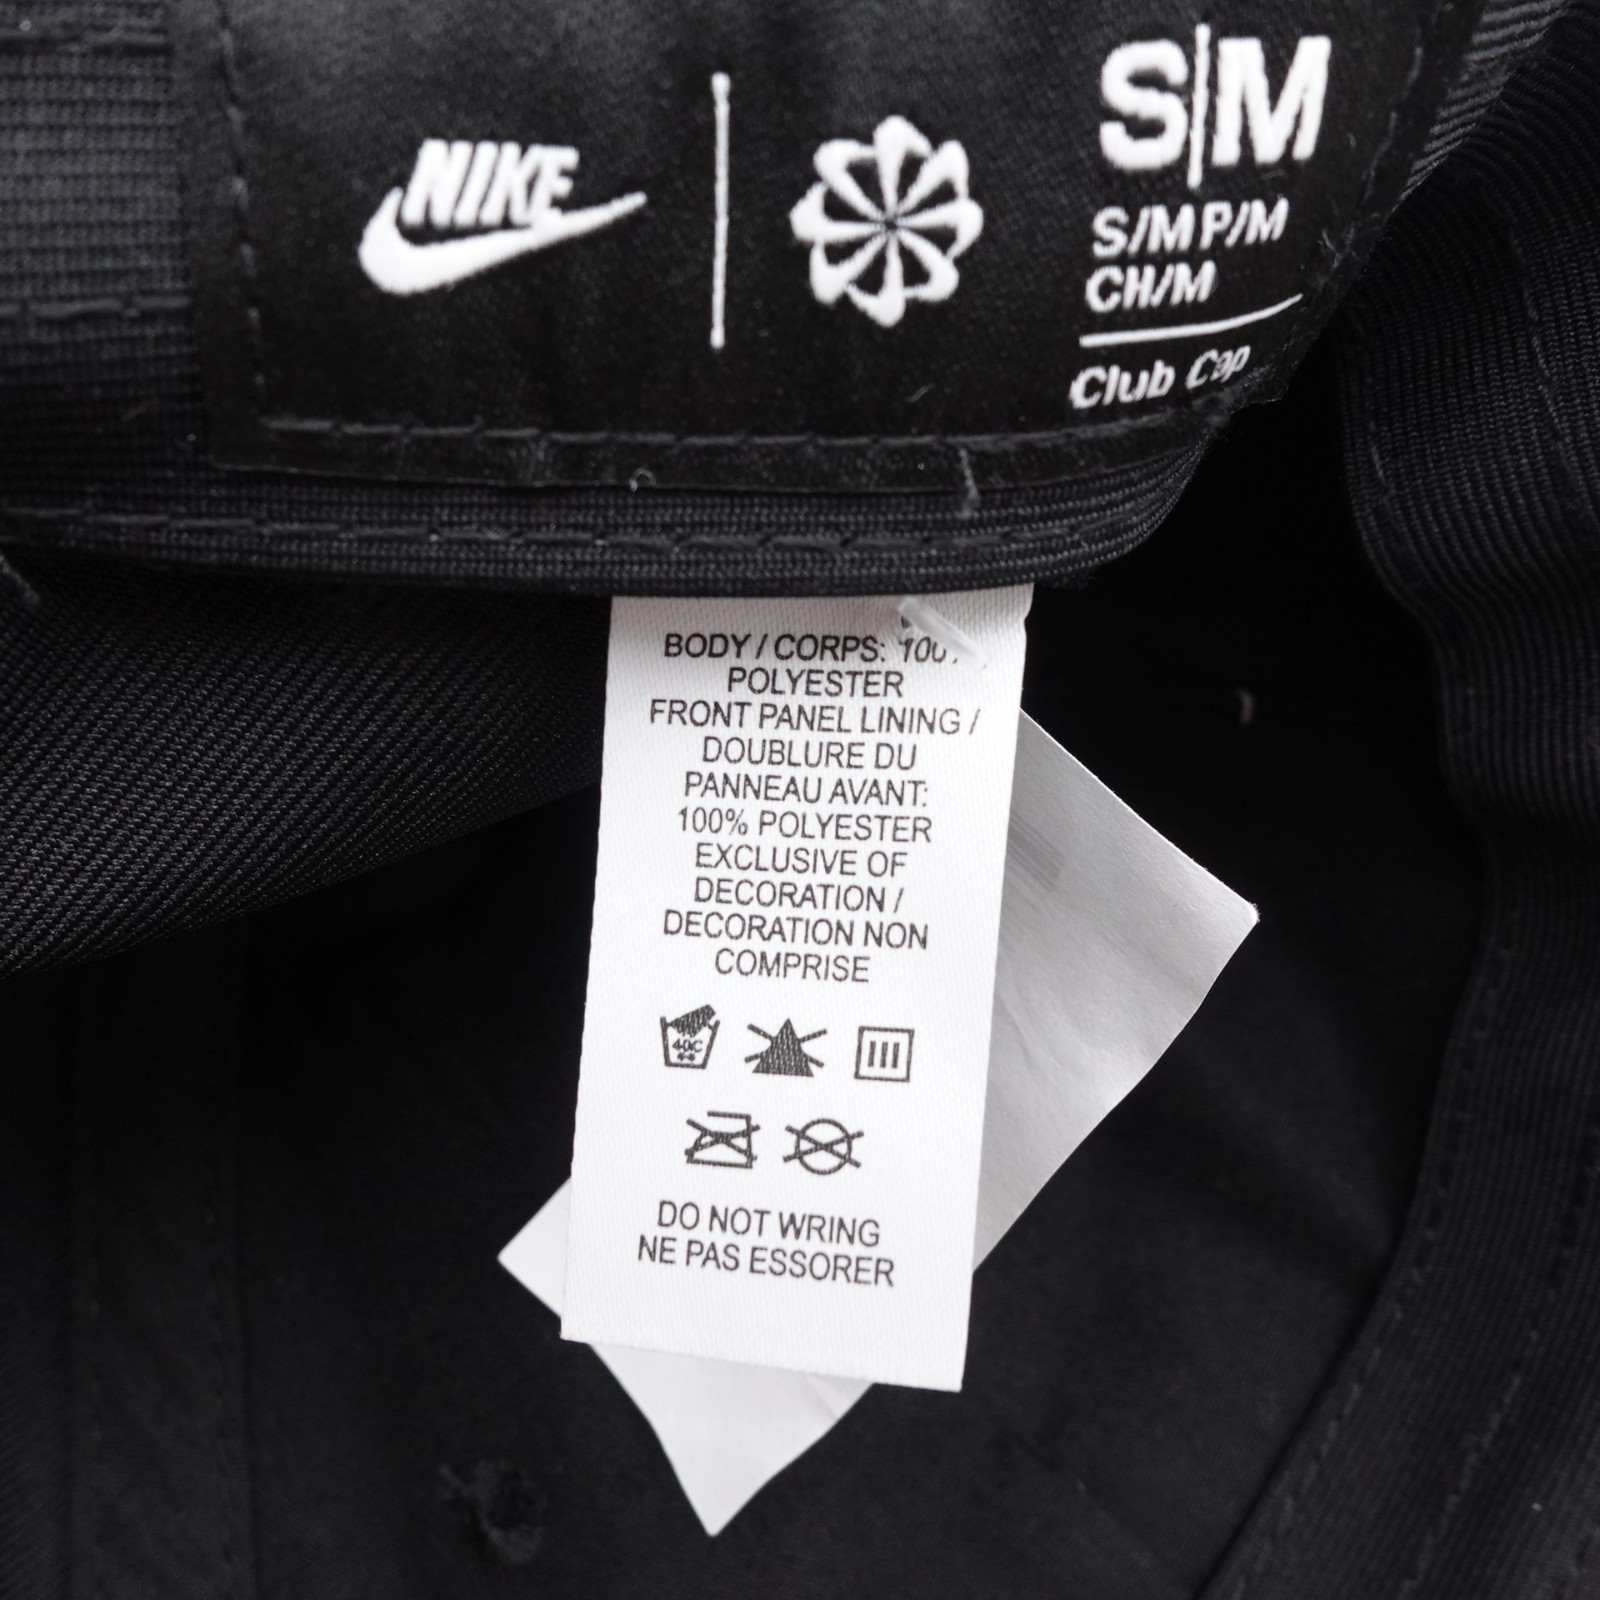 NIKE
S|M
S/M P/M
CH/M
Club Cap
BODY / CORPS:
POLYESTER
FRONT PANEL LINING /
DOUBLURE DU
PANNEAU AVANT:
100% POLYESTER
EXCLUSIVE OF
DECORATION /
DECORATION NON
COMPRISE
40C
DO NOT WRING
NE PAS ESSORER